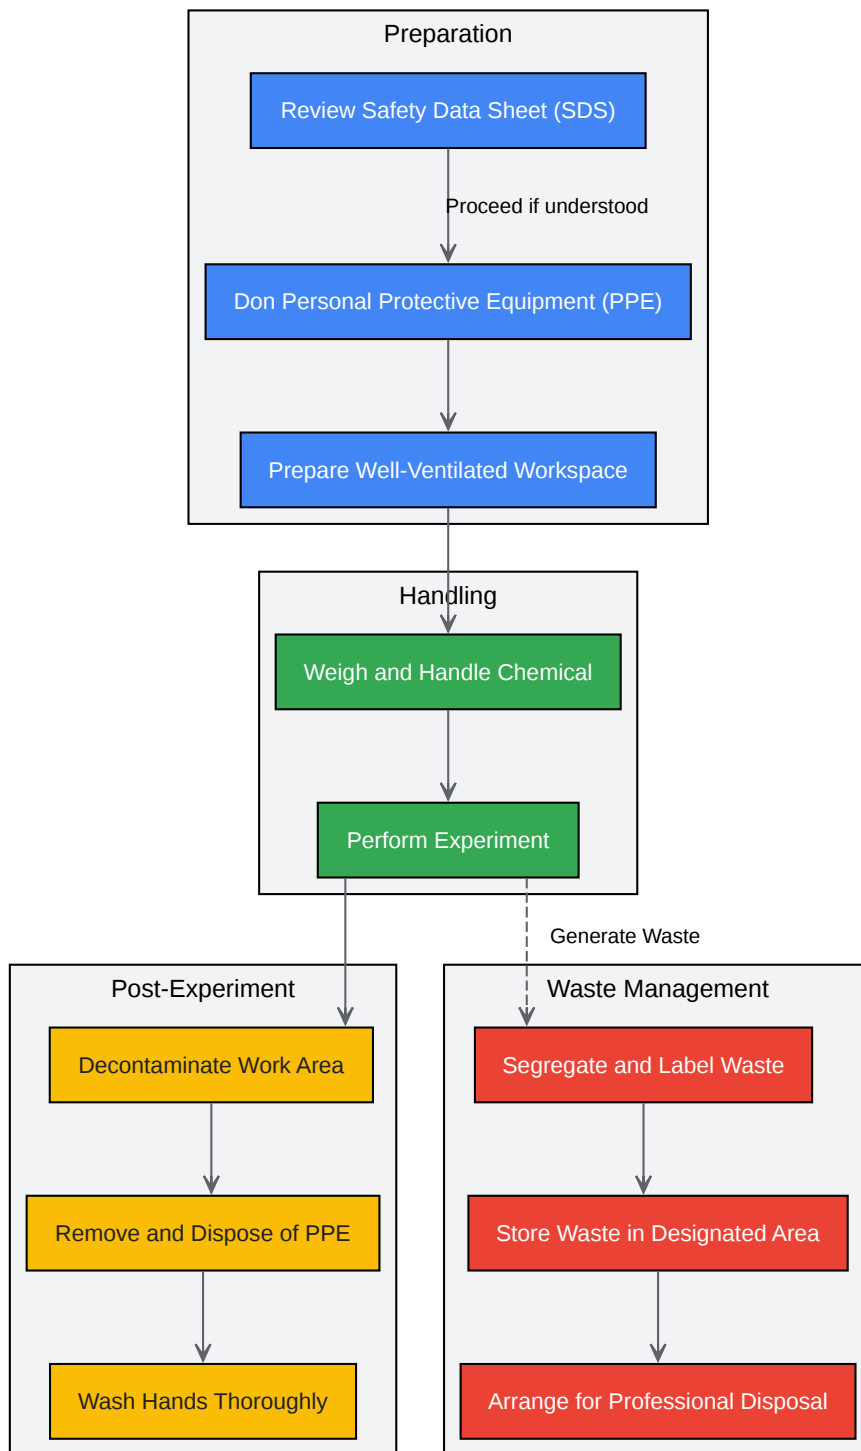 Preparation
Review Safety Data Sheet (SDS)
Proceed if understood
Don Personal Protective Equipment (PPE)
Prepare Well-Ventilated Workspace
Handling
Weigh and Handle Chemical
Perform Experiment
Generate Waste
Post-Experiment
Decontaminate Work Area
Remove and Dispose of PPE
Wash Hands Thoroughly
Waste Management
Segregate and Label Waste
Store Waste in Designated Area
Arrange for Professional Disposal